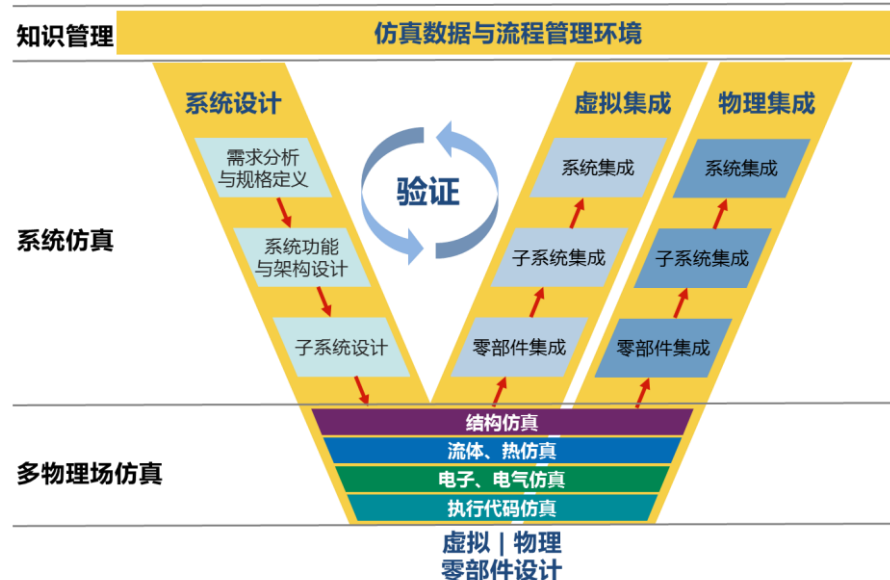 知识管理
仿真数据与流程管理环境
系统设计
虚拟集成
物理集成
需求分析
与规格定义
验证
系统集成
系统集成
系统仿真
系统功能
与架构设计
子系统集成
子系统集成
子系统设计
零部件集成
零部件集成
多物理场仿真
结构仿真
流体、热仿真
电子、电气仿真
执行代码仿真
虚拟 | 物理
零部件设计